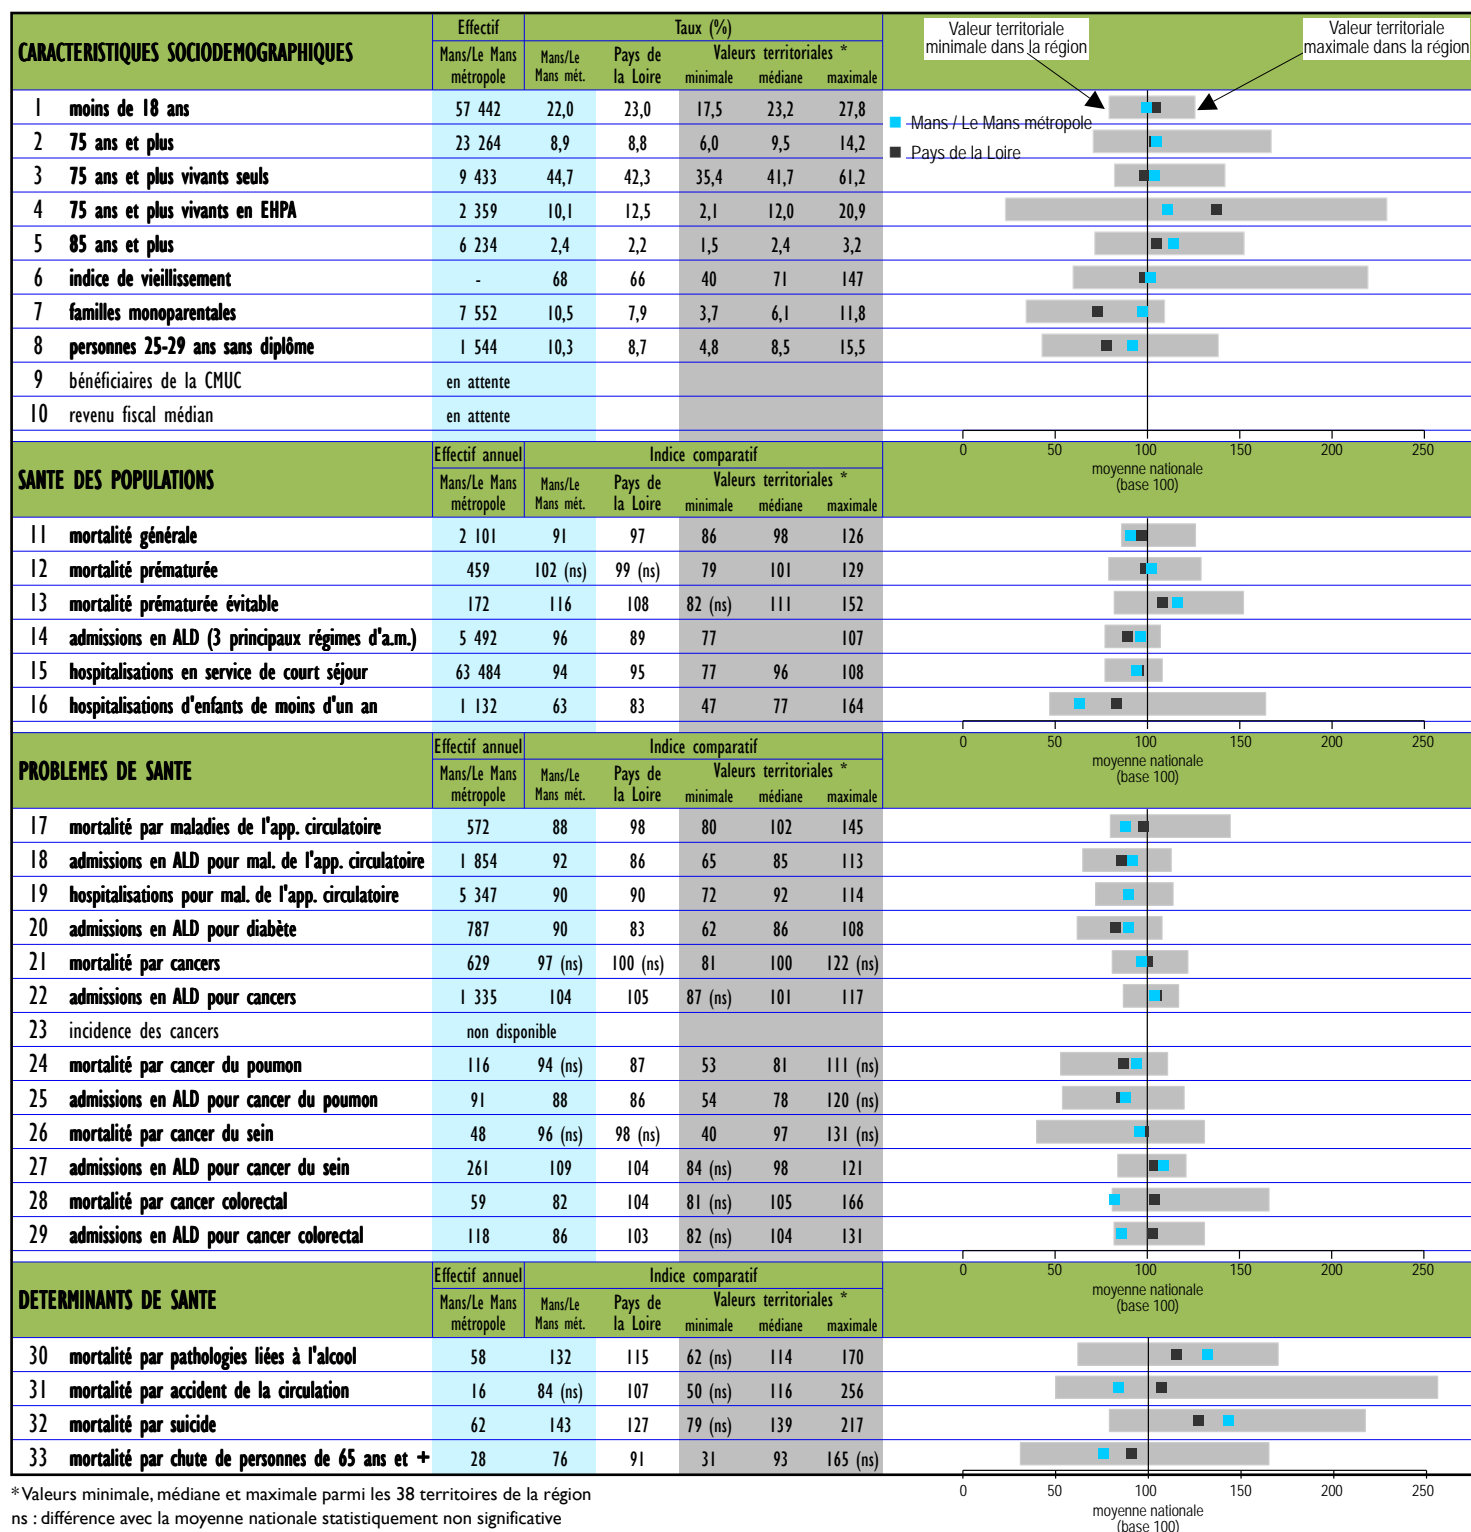 CARACTERISTIQUES SOCIODEMOGRAPHIQUES
Effectif
Taux (%)
Mans/Le Mans métropole
Mans/Le Mans mét.
Pays de la Loire
Valeurs territoriales *
minimale médiane maximale
Valeur territoriale minimale dans la région
Valeur territoriale maximale dans la région
Mans / Le Mans métropole
Pays de la Loire
1 moins de 18 ans 57 442 22,0 23,0 17,5 23,2 27,8
2 75 ans et plus 23 264 8,9 8,8 6,0 9,5 14,2
3 75 ans et plus vivants seuls 9 433 44,7 42,3 35,4 41,7 61,2
4 75 ans et plus vivants en EHPA 2 359 10,1 12,5 2,1 12,0 20,9
5 85 ans et plus 6 234 2,4 2,2 1,5 2,4 3,2
6 indice de vieillissement - 68 66 40 71 147
7 familles monoparentales 7 552 10,5 7,9 3,7 6,1 11,8
8 personnes 25-29 ans sans diplôme 1 544 10,3 8,7 4,8 8,5 15,5
9 bénéficiaires de la CMUC en attente
10 revenu fiscal médian en attente
0 50 100 150 200 250
moyenne nationale
(base 100)
SANTE DES POPULATIONS
Effectif annuel
Indice comparatif
Mans/Le Mans métropole
Mans/Le Mans mét.
Pays de la Loire
Valeurs territoriales *
minimale médiane maximale
11 mortalité générale 2 101 91 97 86 98 126
12 mortalité prématurée 459 102 (ns) 99 (ns) 79 101 129
13 mortalité prématurée évitable 172 116 108 82 (ns) 111 152
14 admissions en ALD (3 principaux régimes d'a.m.) 5 492 96 89 77 107
15 hospitalisations en service de court séjour 63 484 94 95 77 96 108
16 hospitalisations d'enfants de moins d'un an 1 132 63 83 47 77 164
0 50 100 150 200 250
moyenne nationale
(base 100)
PROBLEMES DE SANTE
Effectif annuel
Indice comparatif
Mans/Le Mans métropole
Mans/Le Mans mét.
Pays de la Loire
Valeurs territoriales *
minimale médiane maximale
17 mortalité par maladies de l'app. circulatoire 572 88 98 80 102 145
18 admissions en ALD pour mal. de l'app. circulatoire 1 854 92 86 65 85 113
19 hospitalisations pour mal. de l'app. circulatoire 5 347 90 90 72 92 114
20 admissions en ALD pour diabète 787 90 83 62 86 108
21 mortalité par cancers 629 97 (ns) 100 (ns) 81 100 122 (ns)
22 admissions en ALD pour cancers 1 335 104 105 87 (ns) 101 117
23 incidence des cancers non disponible
24 mortalité par cancer du poumon 116 94 (ns) 87 53 81 111 (ns)
25 admissions en ALD pour cancer du poumon 91 88 86 54 78 120 (ns)
26 mortalité par cancer du sein 48 96 (ns) 98 (ns) 40 97 131 (ns)
27 admissions en ALD pour cancer du sein 261 109 104 84 (ns) 98 121
28 mortalité par cancer colorectal 59 82 104 81 (ns) 105 166
29 admissions en ALD pour cancer colorectal 118 86 103 82 (ns) 104 131
0 50 100 150 200 250
moyenne nationale
(base 100)
DETERMINANTS DE SANTE
Effectif annuel
Indice comparatif
Mans/Le Mans métropole
Mans/Le Mans mét.
Pays de la Loire
Valeurs territoriales *
minimale médiane maximale
30 mortalité par pathologies liées à l'alcool 58 132 115 62 (ns) 114 170
31 mortalité par accident de la circulation 16 84 (ns) 107 50 (ns) 116 256
32 mortalité par suicide 62 143 127 79 (ns) 139 217
33 mortalité par chute de personnes de 65 ans et + 28 76 91 31 93 165 (ns)
0 50 100 150 200 250
moyenne nationale
(base 100)
* Valeurs minimale, médiane et maximale parmi les 38 territoires de la région
ns : différence avec la moyenne nationale statistiquement non significative